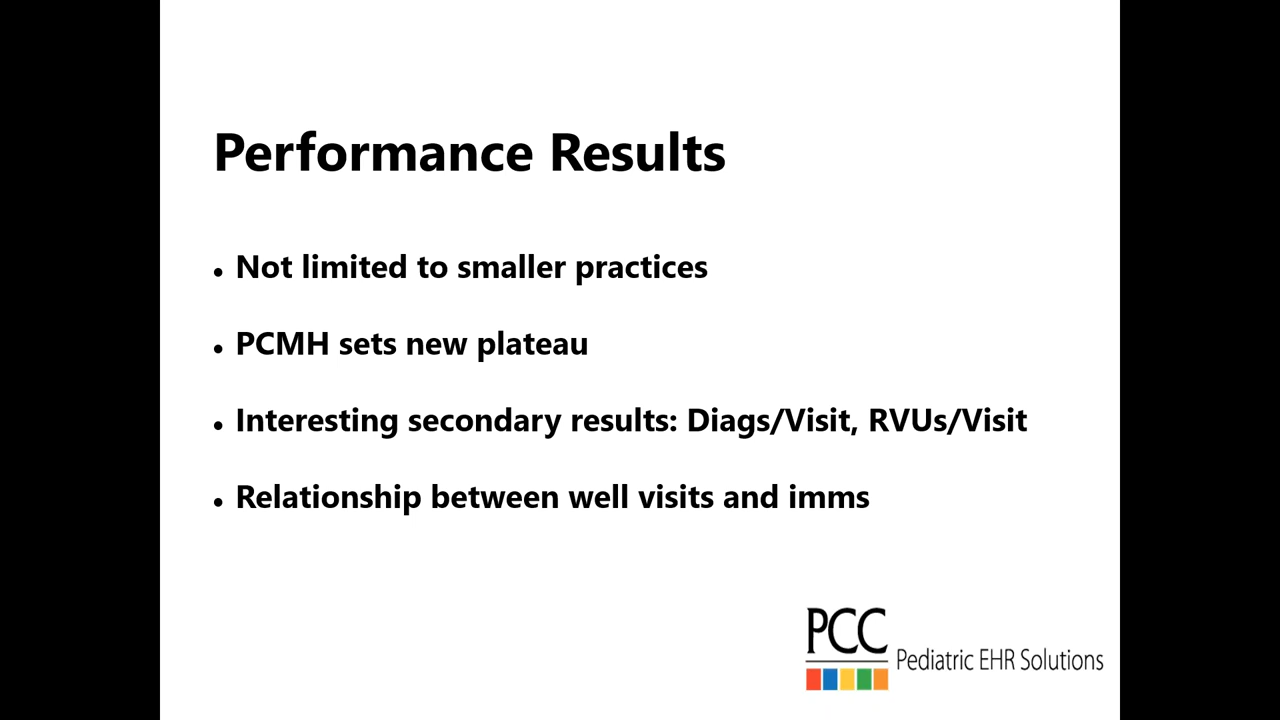 Performance Results
• Not limited to smaller practices
• PCMH sets new plateau
• Interesting secondary results: Diags/Visit, RVUs/Visit
• Relationship between well visits and imms
PCC
Pediatric EHR Solutions